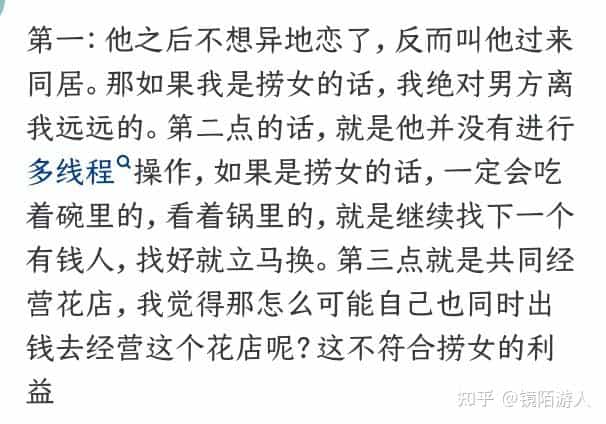 第一：他之后不想异地恋了，反而叫他过来
同居。那如果我是捞女的话，我绝对男方离
我远远的。第二点的话，就是他并没有进行
多线程操作，如果是捞女的话，一定会吃
着碗里的，看着锅里的，就是继续找下一个
有钱人，找好就立马换。第三点就是共同经
营花店，我觉得那怎么可能自己也同时出
钱去经营这个花店呢？这不符合捞女的利
益
知乎 @镜陌游人